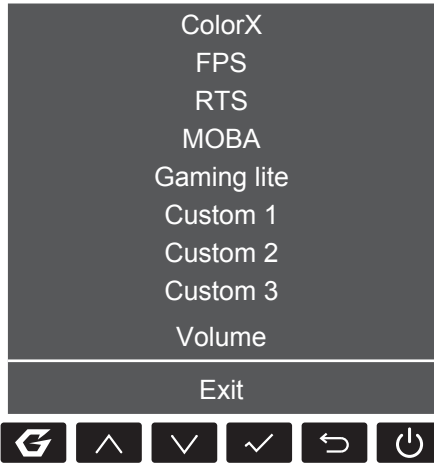 ColorX
FPS
RTS
MOBA
Gaming lite
Custom 1
Custom 2
Custom 3
Volume
Exit